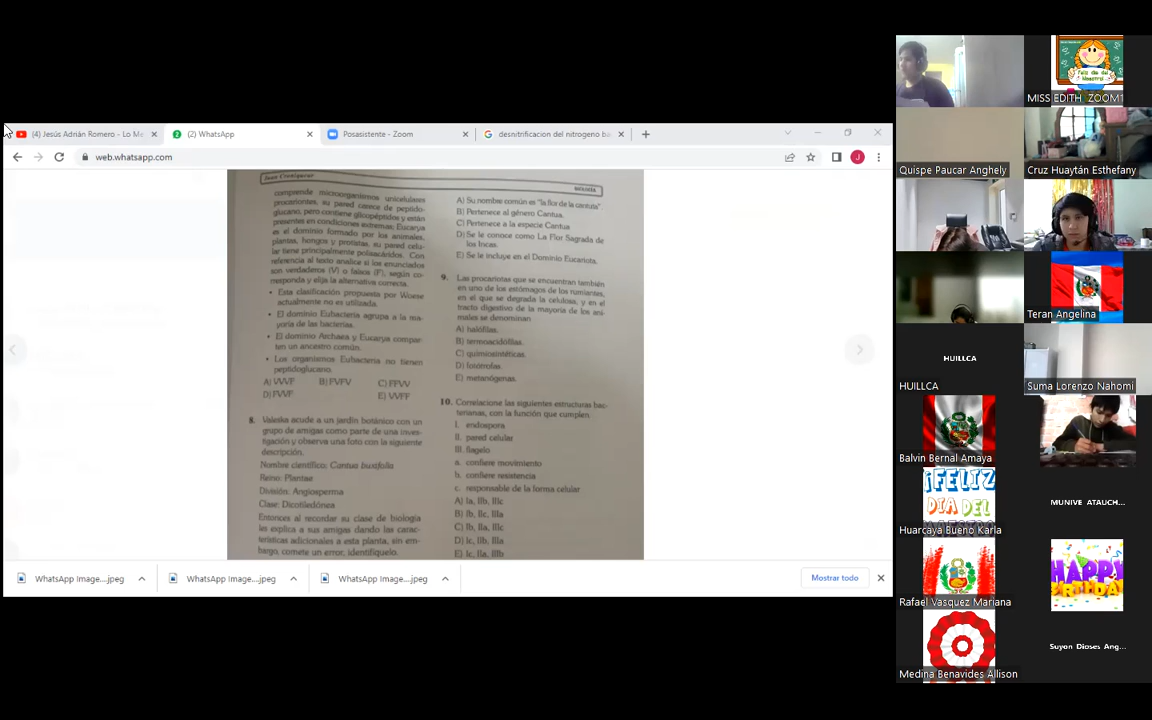 (4) Jesús Adrián Romero - Lo Me
(2) WhatsApp
Posasistente - Zoom
desnitrificacion del nitrogeno ba
web.whatsapp.com
comprende microorganismos unicelulares
procariontes, su pared carece de peptido-
glucano, pero contiene glicopéptidos y están
presentes en condiciones extremas; Eucarya
es el dominio formado por los animales,
plantas, hongos y protistas, su pared celu-
lar tiene principalmente polisacáridos. Con
referencia al texto analice si los enunciados
son verdaderos (V) o falsos (F), según co-
rresponda y elija la alternativa correcta.
• Esta clasificación propuesta por Woese
actualmente no es utilizada.
• El dominio Eubacteria agrupa a la ma-
yoría de las bacterias.
• El dominio Archaea y Eucarya compar-
ten un ancestro común.
• Los organismos Eubacteria no tienen
peptidoglucano.
A) VVVF B) FVFV C) FFVV
D) FVVF E) VVFF
8. Valeska acude a un jardín botánico con un
grupo de amigas como parte de una inves-
tigación y observa una foto con la siguiente
descripción.
Nombre científico: Cantua buxifolia
Reino: Plantae
División: Angiosperma
Clase: Dicotiledónea
Entonces al recordar su clase de biología
les explica a sus amigas dando las carac-
terísticas adicionales a esta planta, sin em-
bargo, comete un error, identifíquelo.
A) Su nombre común es "la flor de la cantuta".
B) Pertenece al género Cantua.
C) Pertenece a la especie Cantua
D) Se le conoce como La Flor Sagrada de
los Incas.
E) Se le incluye en el Dominio Eucariota.
9. Las procariotas que se encuentran también
en uno de los estómagos de los rumiantes,
en el que se degrada la celulosa, y en el
tracto digestivo de la mayoría de los ani-
males se denominan
A) halófilas.
B) termoacidófilas.
C) quimiosintéticas.
D) fotótrofas.
E) metanógenas.
10. Correlacione las siguientes estructuras bac-
terianas, con la función que cumplen
I. endospora
II. pared celular
III. flagelo
a. confiere movimiento
b. confiere resistencia
c. responsable de la forma celular
A) Ia, IIb, IIIc
B) Ib, IIc, IIIa
C) Ib, IIa, IIIc
D) Ic, IIb, IIIa
E) Ic, IIa, IIIb
WhatsApp Image....jpeg
WhatsApp Image....jpeg
WhatsApp Image....jpeg
Mostrar todo
MISS EDITH_ZOOM1
Quispe Paucar Anghely
Cruz Huaytán Esthefany
Teran Angelina
HUILLCA
HUILLCA
Suma Lorenzo Nahomi
Balvin Bernal Amaya
¡FELIZ
DIA DEL
Huarcaya Bueno Karla
MUNIVE ATAUCH...
Rafael Vasquez Mariana
HAPPY
Suyon Dioses Ang...
Medina Benavides Allison